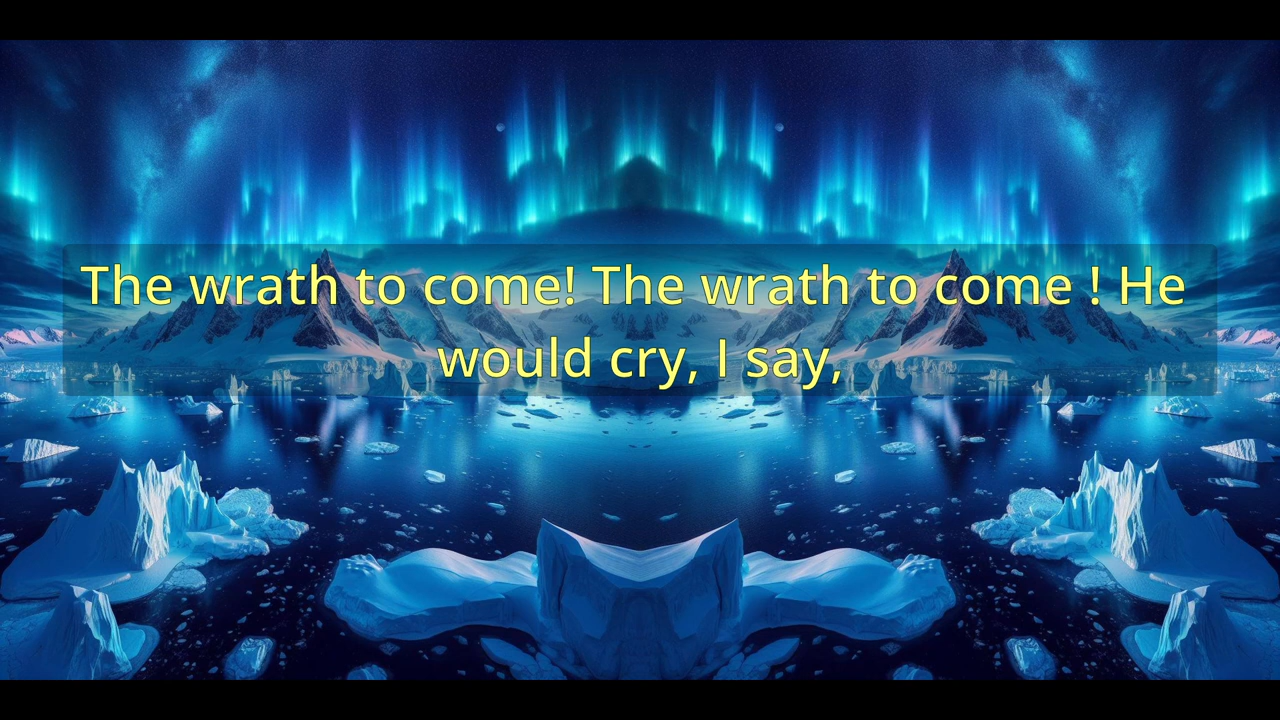 The wrath to come! The wrath to come ! He
would cry, I say,